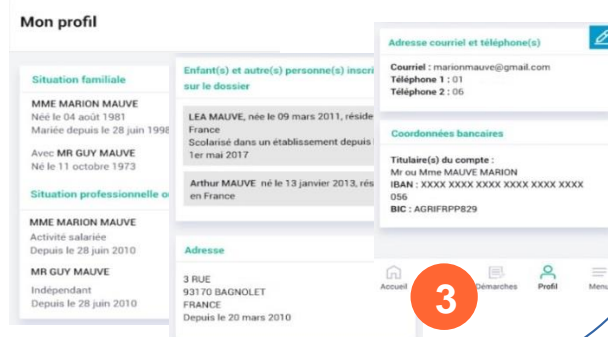 Mon profil
Situation familiale
MME MARION MAUVE
Née le 04 août 1981
Mariée depuis le 28 juin 1998
Avec MR GUY MAUVE
Né le 11 octobre 1973
Situation professionnelle o
MME MARION MAUVE
Activité salariée
Depuis le 28 juin 2010
MR GUY MAUVE
Indépendant
Depuis le 28 juin 2010
Enfant(s) et autre(s) personne(s) inscri
sur le dossier
LEA MAUVE, née le 09 mars 2011, réside
France
Scolarisé dans un établissement depuis
1er mai 2017
Arthur MAUVE né le 13 janvier 2013, rés
en France
Adresse
3 RUE
93170 BAGNOLET
FRANCE
Depuis le 20 mars 2010
Adresse courriel et téléphone(s)
Courriel : marionmauve@gmail.com
Téléphone 1 : 01
Téléphone 2 : 06
Coordonnées bancaires
Titulaire(s) du compte :
Mr ou Mme MAUVE MARION
IBAN : XXXX XXXX XXXX XXXX XXXX XXXX
056
BIC : AGRIFRPP829
Accueil
3
Démarches
Profil
Menu